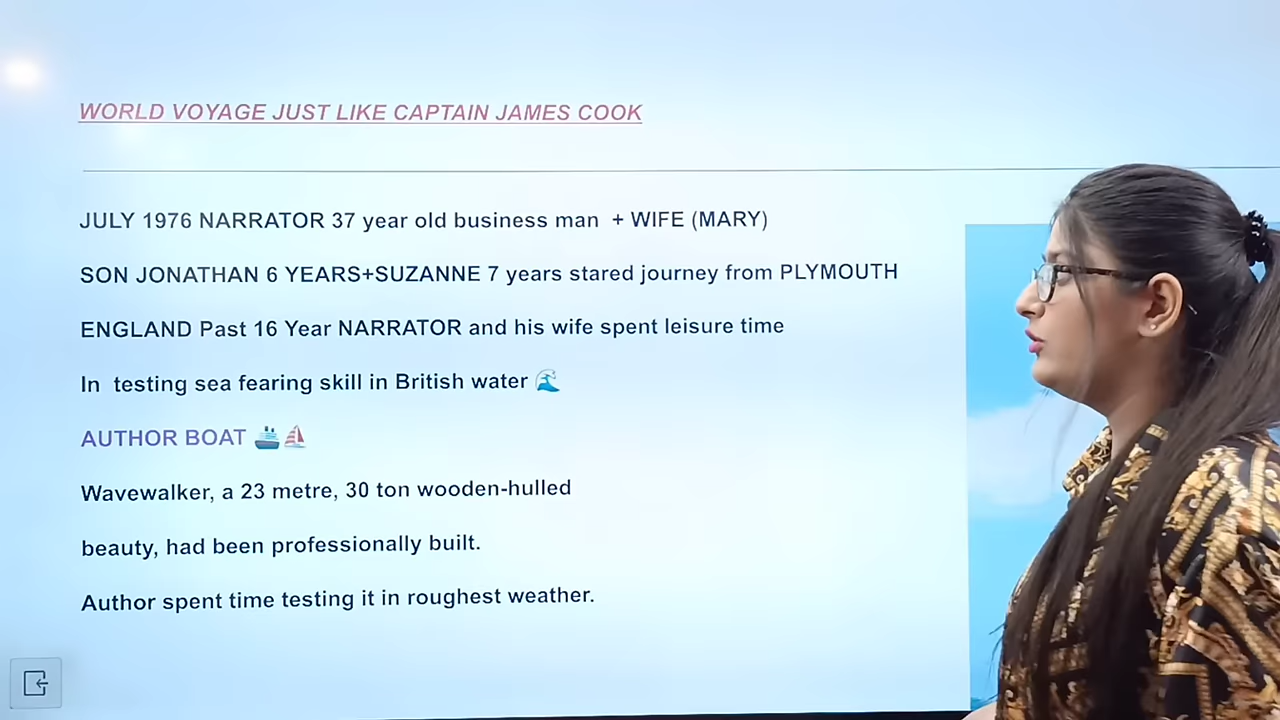 WORLD VOYAGE JUST LIKE CAPTAIN JAMES COOK
JULY 1976 NARRATOR 37 year old business man + WIFE (MARY)
SON JONATHAN 6 YEARS+SUZANNE 7 years stared journey from PLYMOUTH
ENGLAND Past 16 Year NARRATOR and his wife spent leisure time
In testing sea fearing skill in British water 🌊
AUTHOR BOAT 🚢⛵
Wavewalker, a 23 metre, 30 ton wooden-hulled
beauty, had been professionally built.
Author spent time testing it in roughest weather.